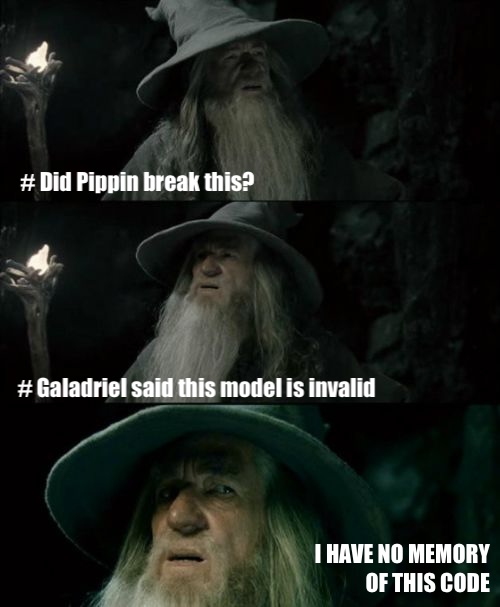 # Did Pippin break this?
# Galadriel said this model is invalid
I HAVE NO MEMORY
OF THIS CODE